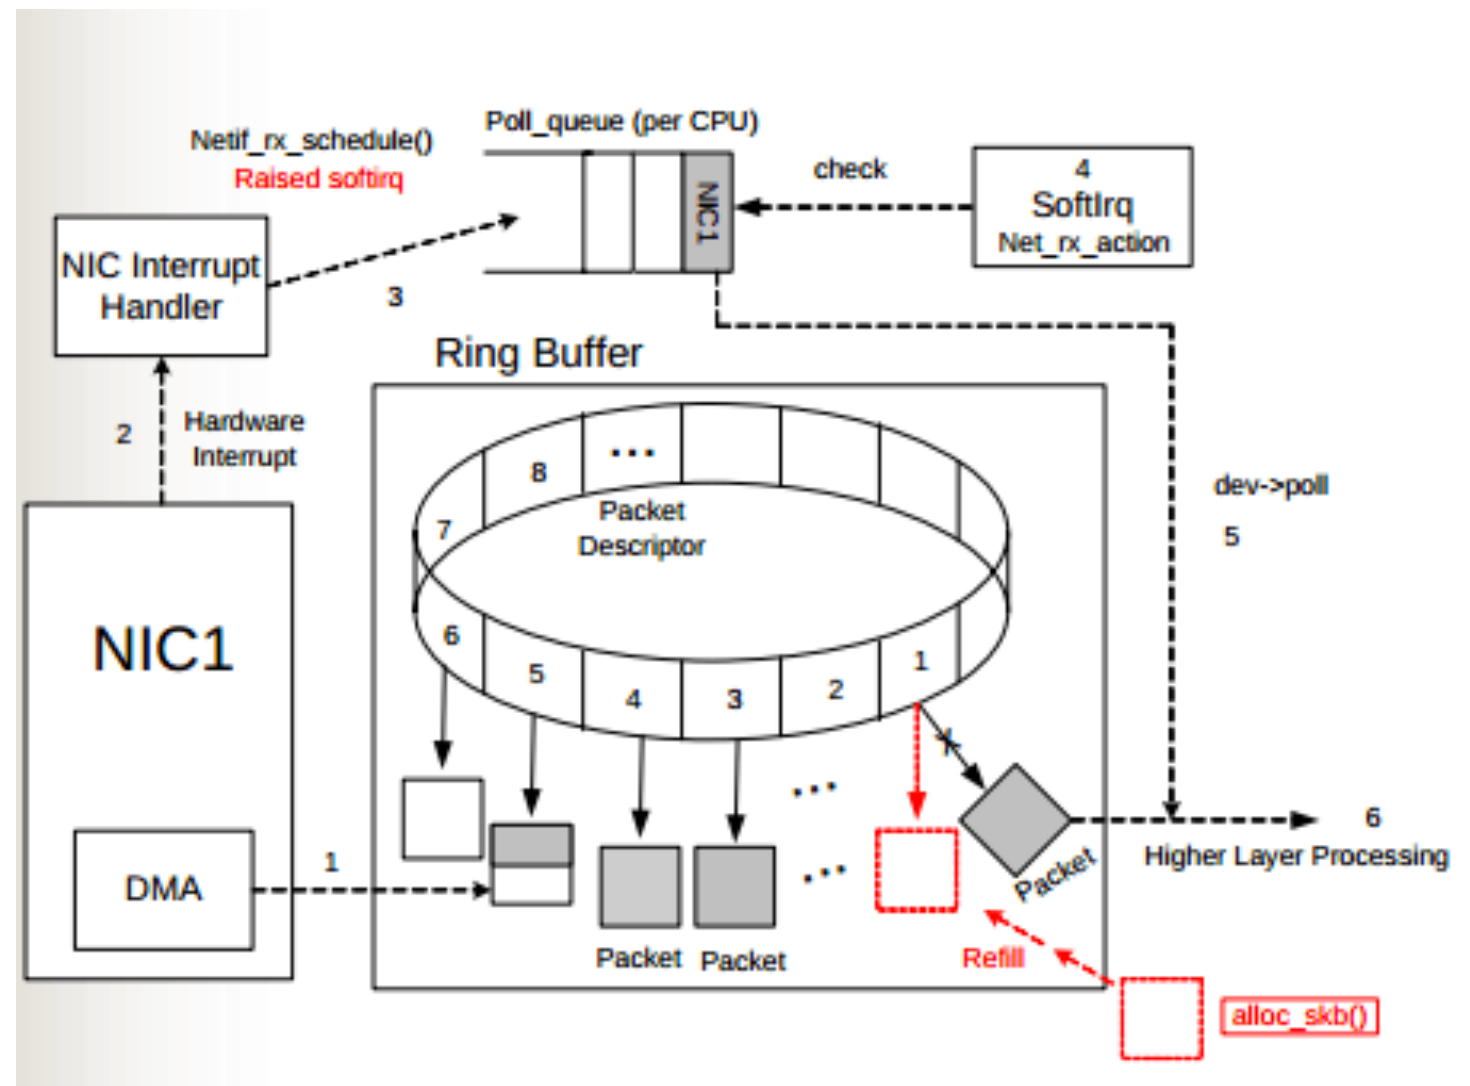 Poll_queue (per CPU)
Netif_rx_schedule()
Raised softirq
check
4
SoftIrq
Net_rx_action
NIC1
NIC Interrupt
Handler
3
Ring Buffer
2
Hardware
Interrupt
8
...
7
Packet
Descriptor
dev->poll
5
NIC1
6
5
4
3
2
1
...
DMA
1
...
Packet
6
Higher Layer Processing
Packet
Packet
Refill
alloc_skb()